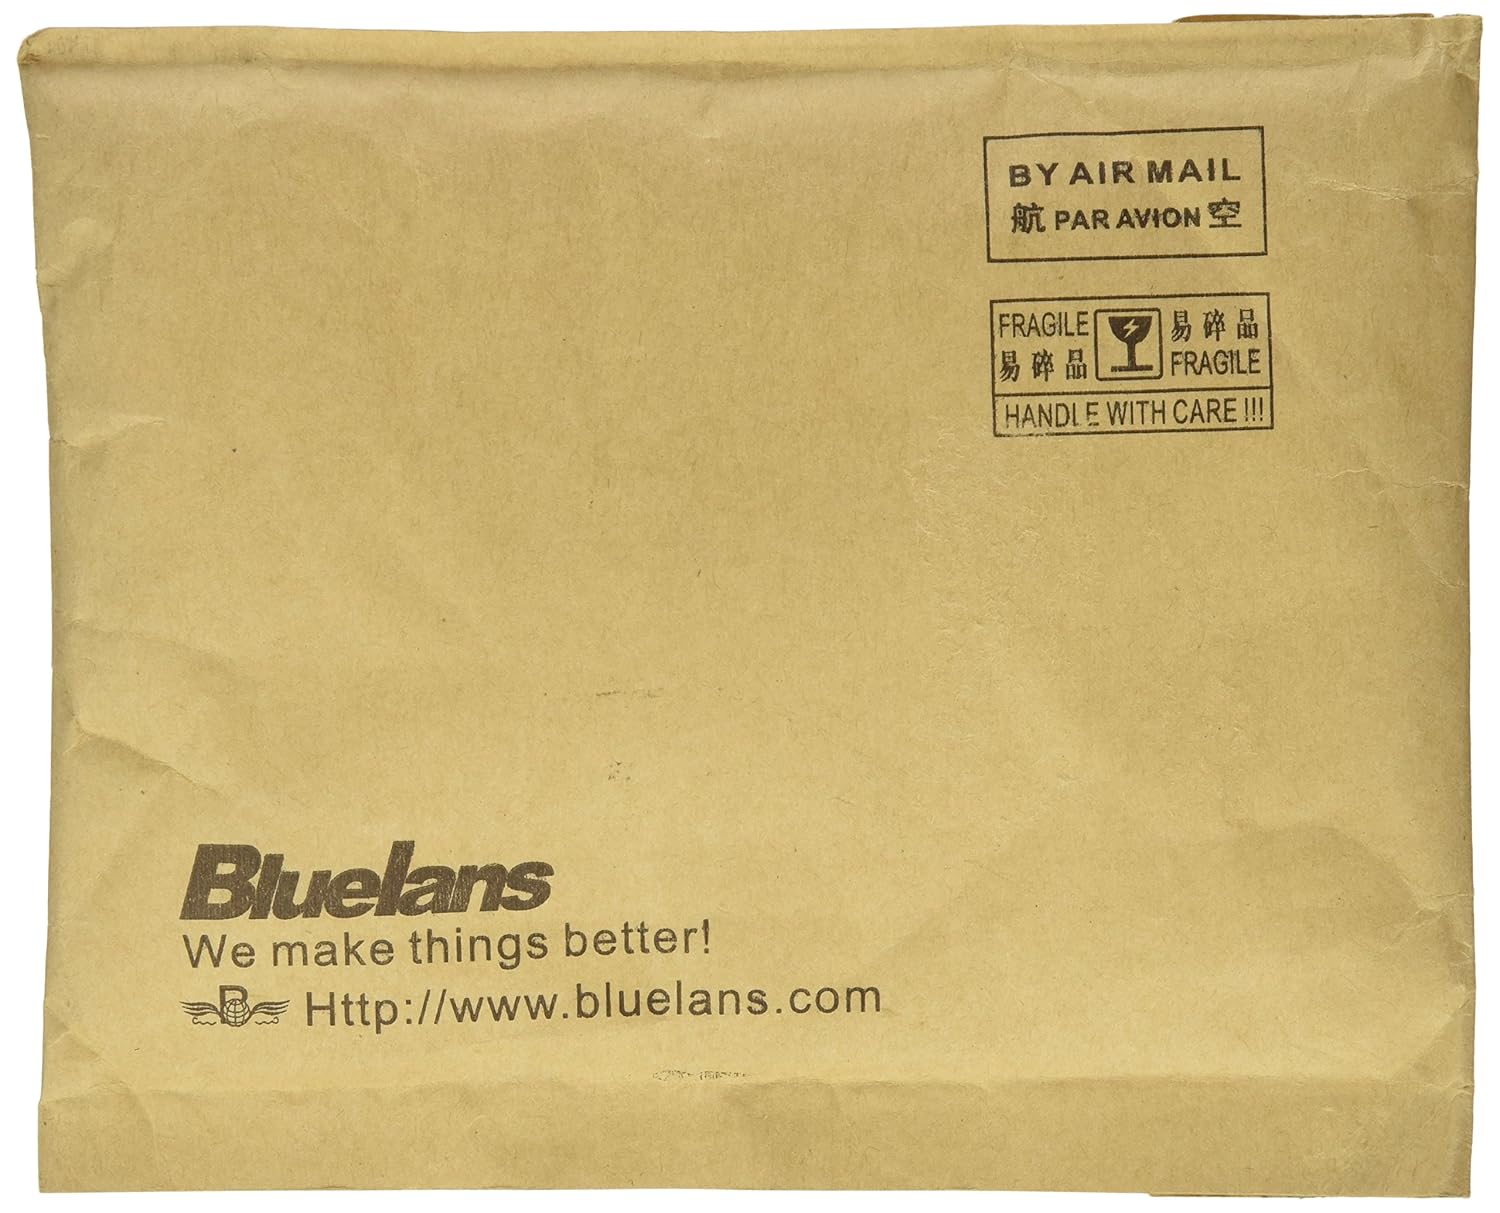 BY AIR MAIL
航 PAR AVION 空
FRAGILE 易碎品
易碎品 FRAGILE
HANDLE WITH CARE !!!
Bluelans
We make things better!
B Http://www.bluelans.com